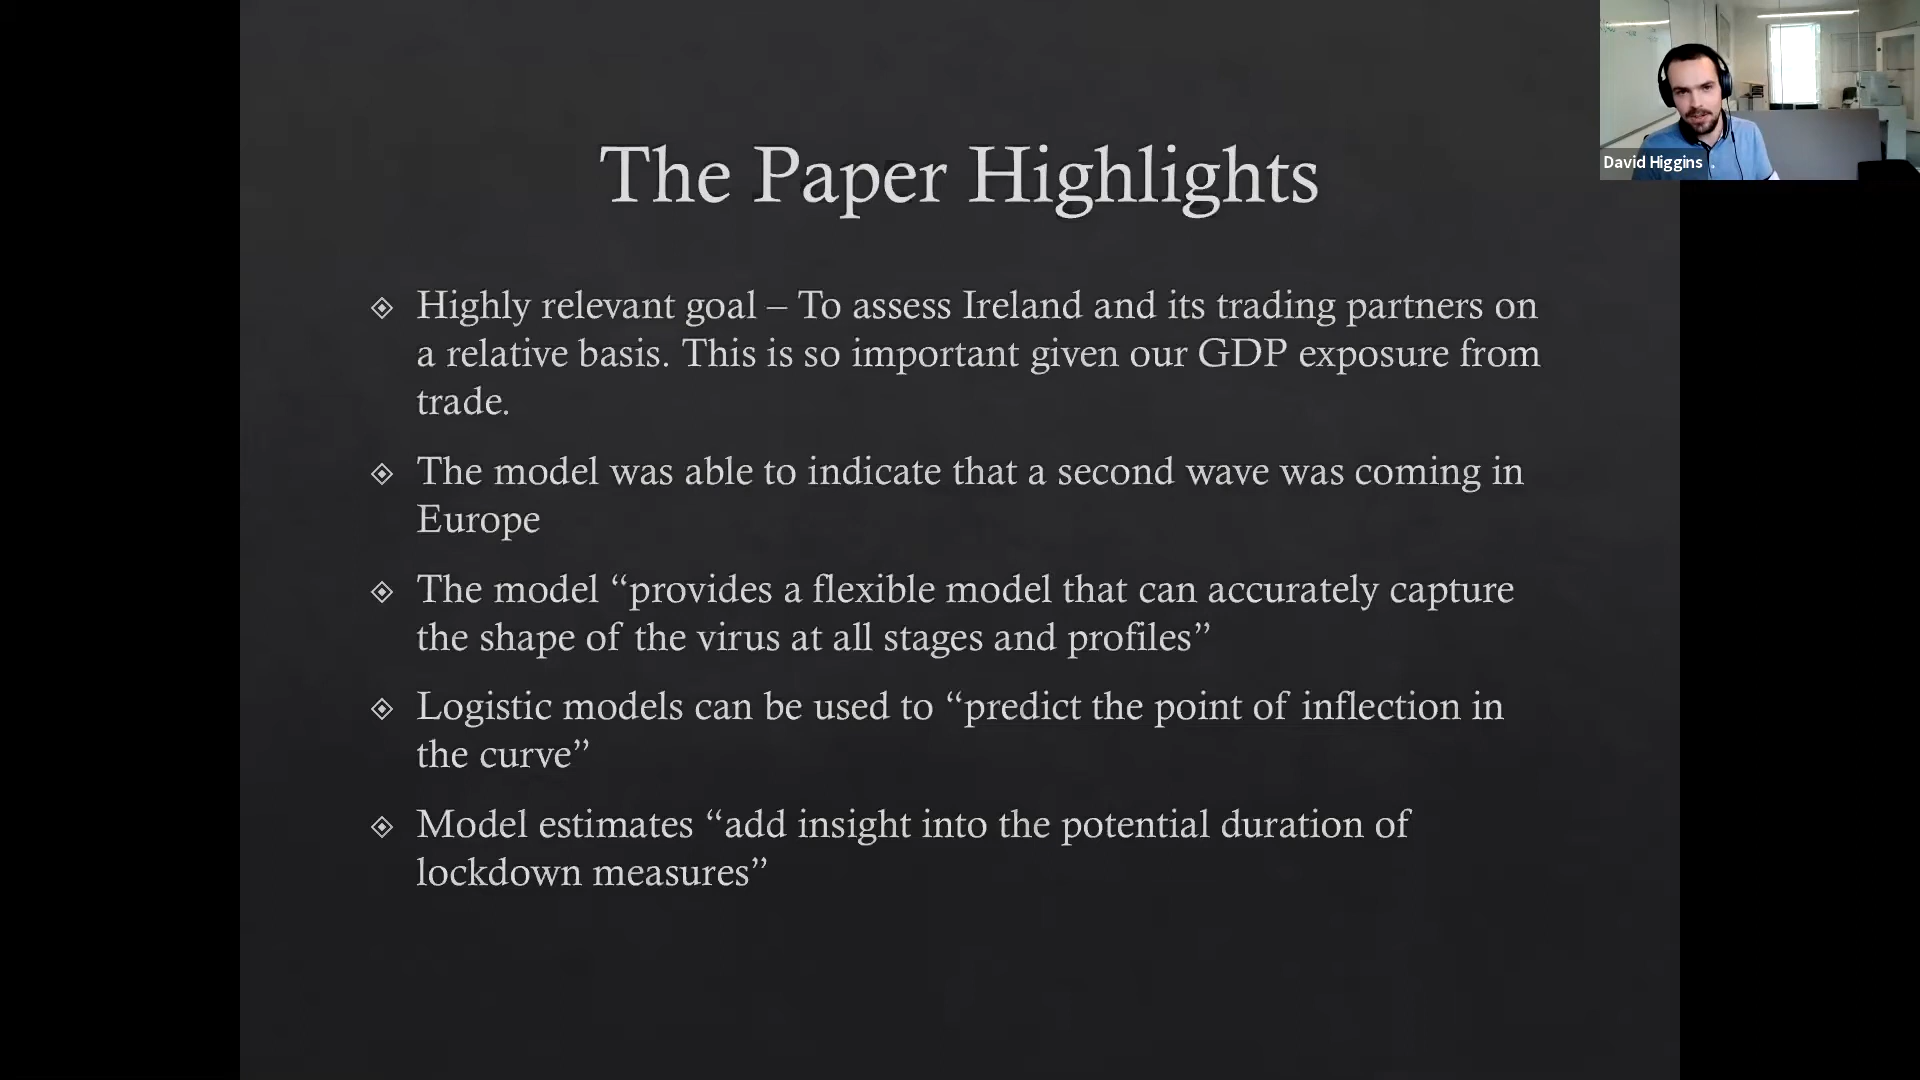 The Paper Highlights
David Higgins
Highly relevant goal – To assess Ireland and its trading partners on
a relative basis. This is so important given our GDP exposure from
trade.
The model was able to indicate that a second wave was coming in
Europe
The model “provides a flexible model that can accurately capture
the shape of the virus at all stages and profiles”
Logistic models can be used to “predict the point of inflection in
the curve”
Model estimates “add insight into the potential duration of
lockdown measures”